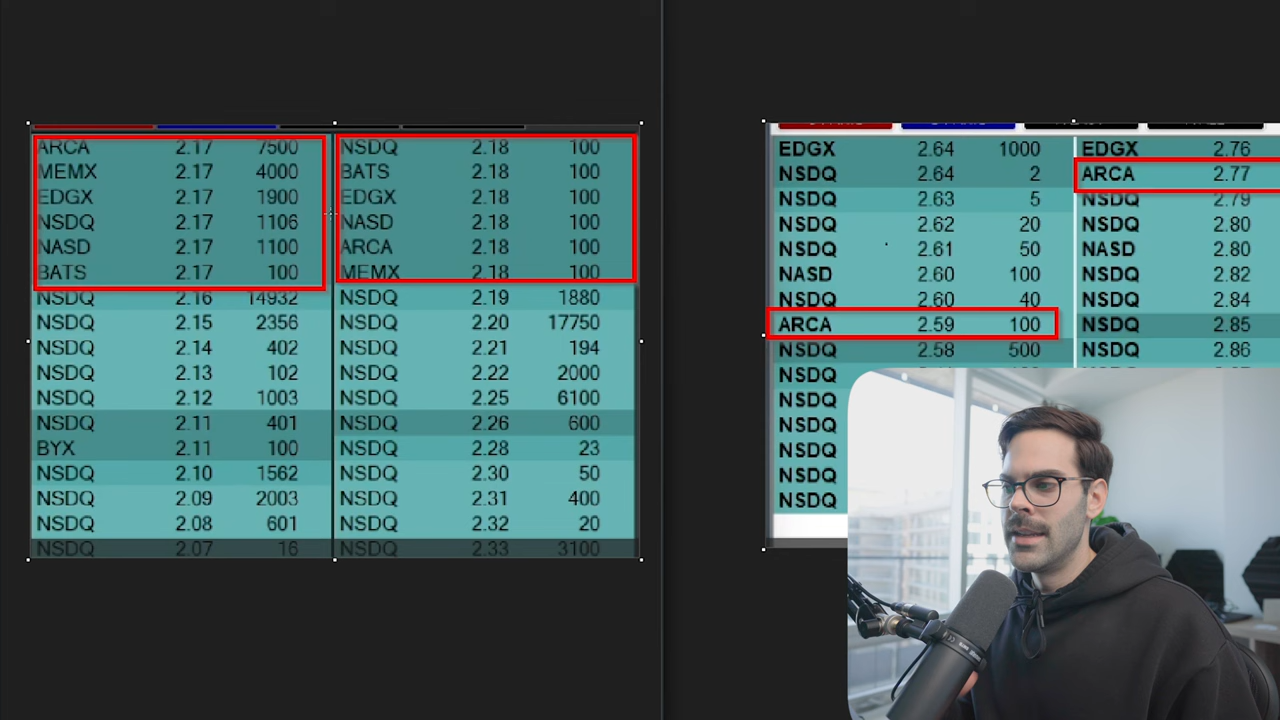 ARCA 2.17 7500 NSDQ 2.18 100
MEMX 2.17 4000 BATS 2.18 100
EDGX 2.17 1900 EDGX 2.18 100
NSDQ 2.17 1106 NASD 2.18 100
NASD 2.17 1100 ARCA 2.18 100
BATS 2.17 100 MEMX 2.18 100
NSDQ 2.16 14932 NSDQ 2.19 1880
NSDQ 2.15 2356 NSDQ 2.20 17750
NSDQ 2.14 402 NSDQ 2.21 194
NSDQ 2.13 102 NSDQ 2.22 2000
NSDQ 2.12 1003 NSDQ 2.25 6100
NSDQ 2.11 401 NSDQ 2.26 600
BYX 2.11 100 NSDQ 2.28 23
NSDQ 2.10 1562 NSDQ 2.30 50
NSDQ 2.09 2003 NSDQ 2.31 400
NSDQ 2.08 601 NSDQ 2.32 20
NSDQ 2.07 16 NSDQ 2.33 3100
EDGX 2.64 1000 EDGX 2.76
NSDQ 2.64 2 ARCA 2.77
NSDQ 2.63 5 NSDQ 2.79
NSDQ 2.62 20 NSDQ 2.80
NSDQ 2.61 50 NASD 2.80
NASD 2.60 100 NSDQ 2.82
NSDQ 2.60 40 NSDQ 2.84
ARCA 2.59 100 NSDQ 2.85
NSDQ 2.58 500 NSDQ 2.86
NSDQ
NSDQ
NSDQ
NSDQ
NSDQ
NSDQ